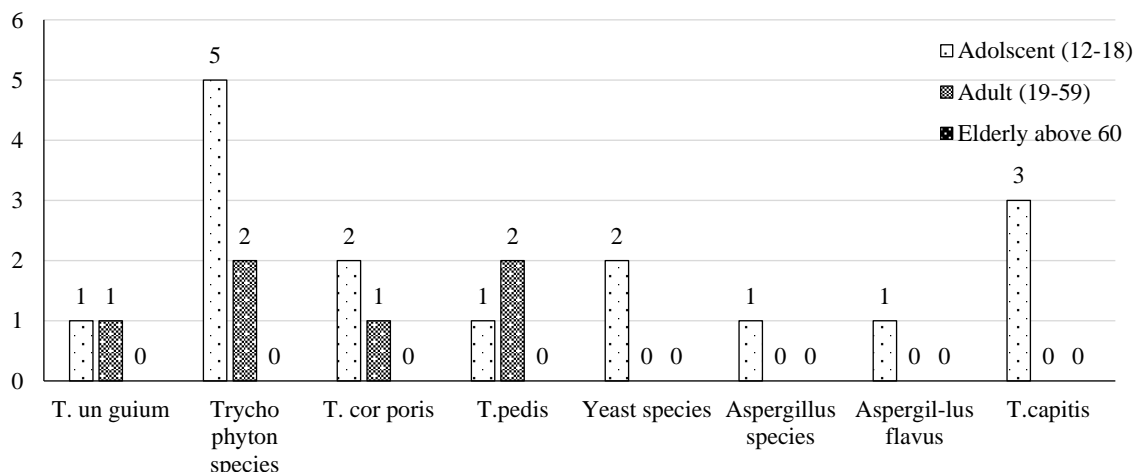 6
5
4
3
2
1
0
1 1 0
5 2 0
2 1 0
1 2 0
2 0 0
1 0 0
1 0 0
3 0 0
T. un guium
Trycho
phyton
species
T. cor poris
T.pedis
Yeast species
Aspergillus
species
Aspergil-lus
flavus
T.capitis
Adolscent (12-18)
Adult (19-59)
Elderly above 60